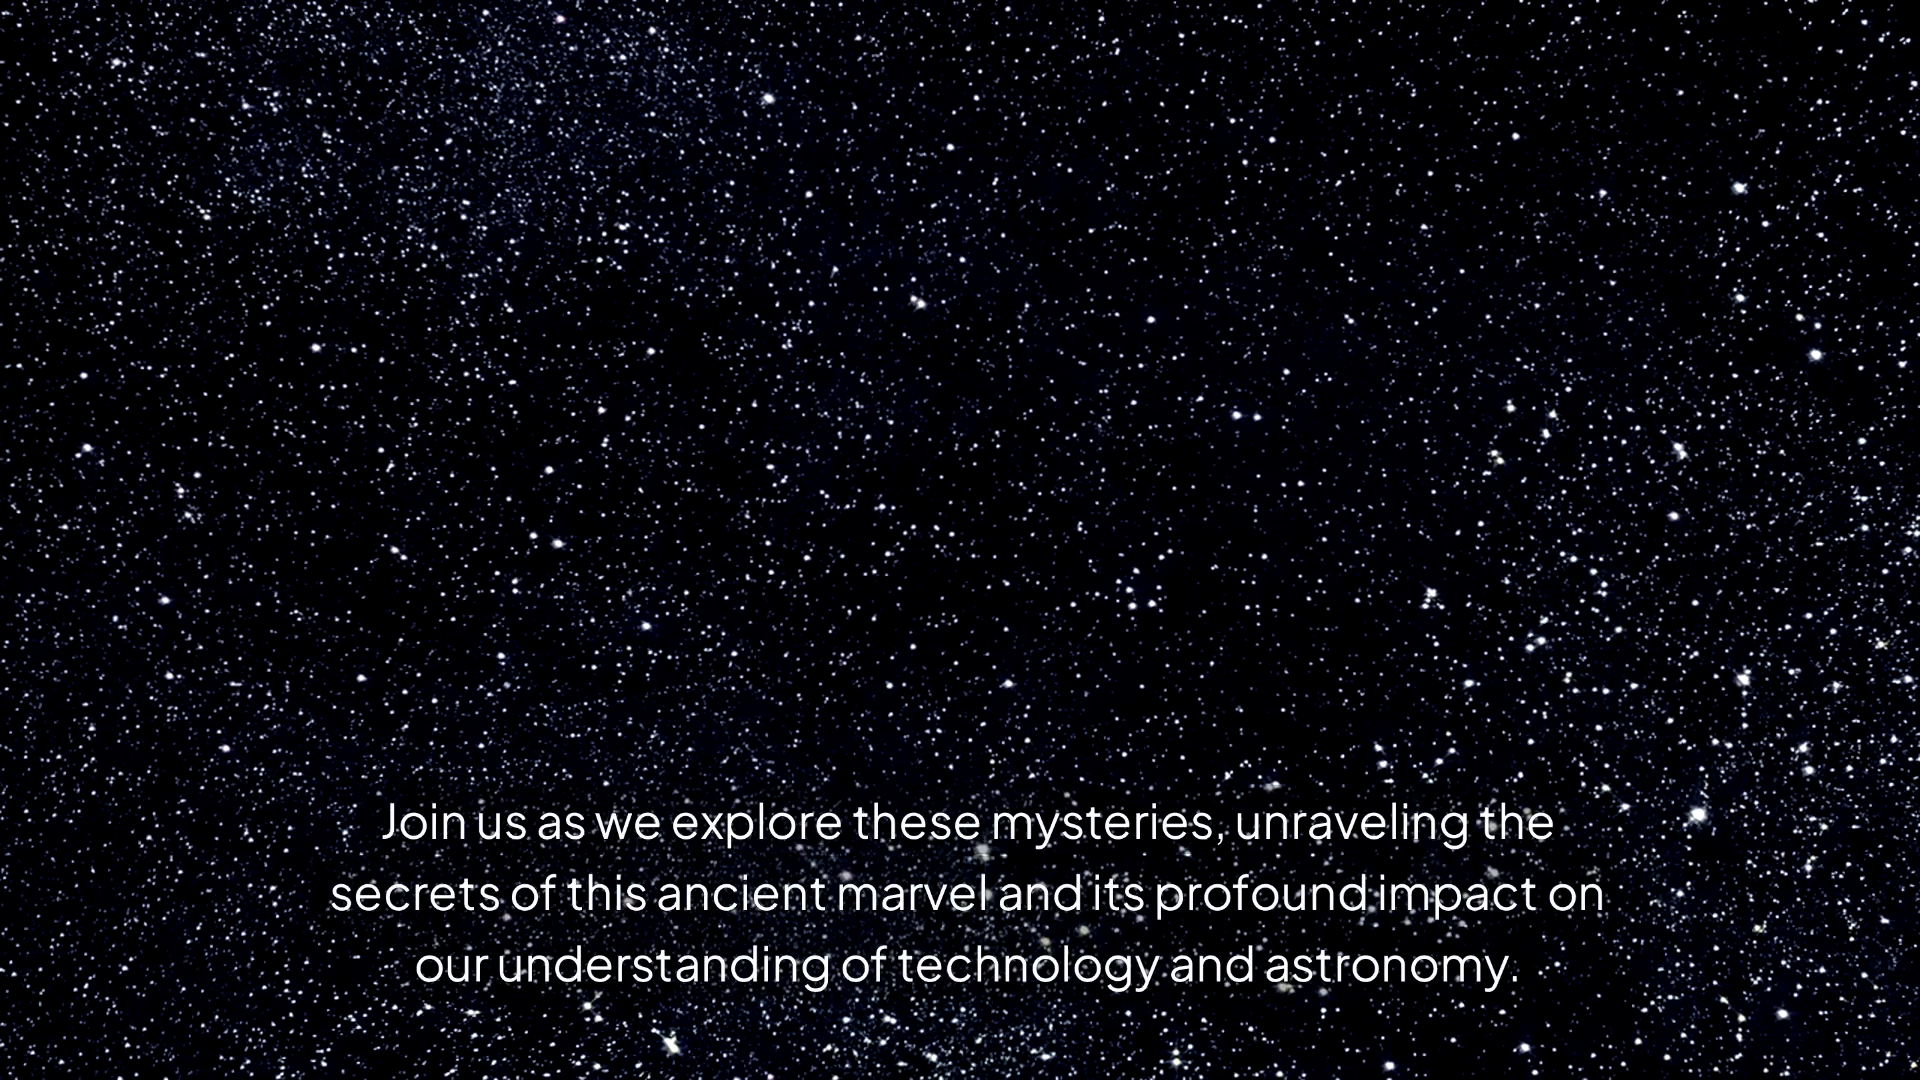 Join us as we explore these mysteries, unraveling the
secrets of this ancient marvel and its profound impact on
our understanding of technology and astronomy.